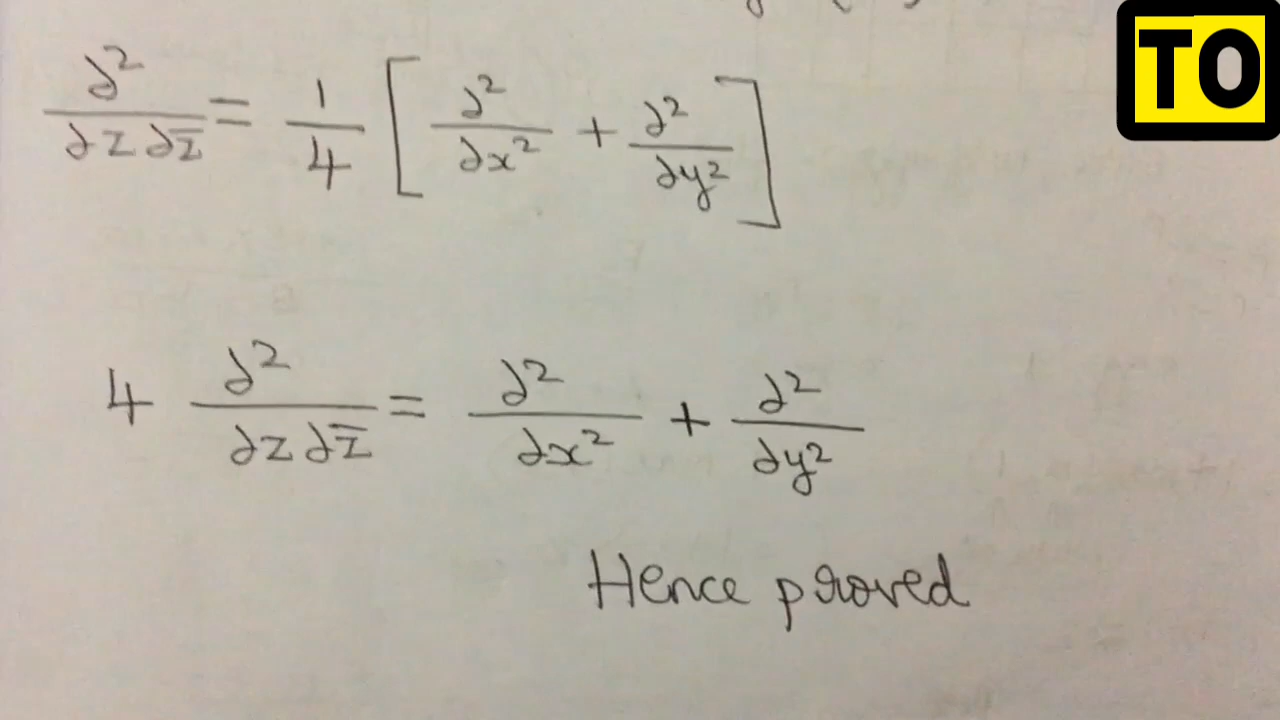 TO
∂²/∂z∂z̅ = 1/4 [ ∂²/∂x² + ∂²/∂y² ]
4 ∂²/∂z∂z̅ = ∂²/∂x² + ∂²/∂y²
Hence proved